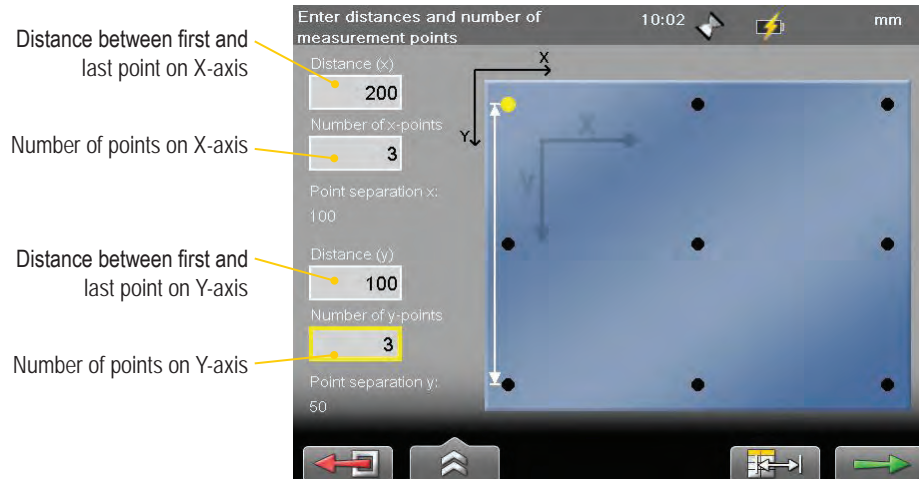 Enter distances and number of
measurement points
10:02
mm
Distance between first and
last point on X-axis
Distance (x)
200
Number of points on X-axis
Number of x-points
3
Point separation x:
100
Distance between first and
last point on Y-axis
Distance (y)
100
Number of points on Y-axis
Number of y-points
3
Point separation y:
50
X
Y
X
Y